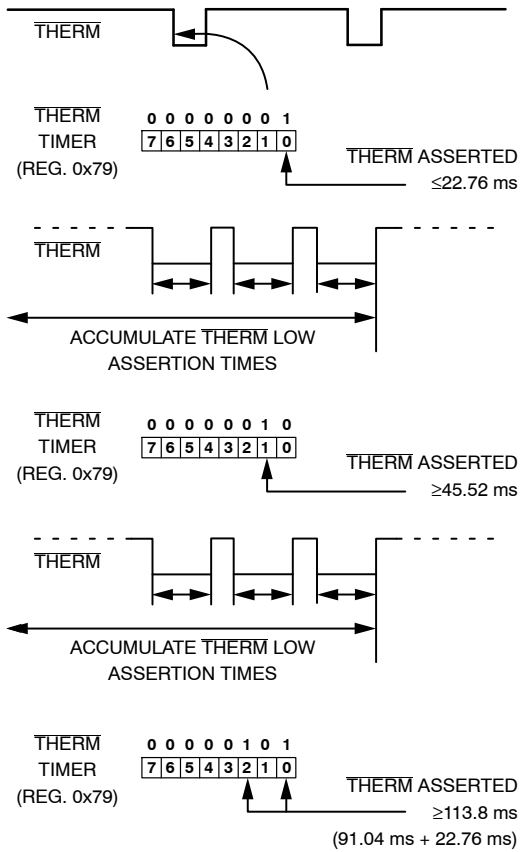 THERM
THERM
TIMER
(REG. 0x79)
0 0 0 0 0 0 0 1
7 6 5 4 3 2 1 0
THERM ASSERTED
≤22.76 ms
THERM
ACCUMULATE THERM LOW
ASSERTION TIMES
THERM
TIMER
(REG. 0x79)
0 0 0 0 0 0 1 0
7 6 5 4 3 2 1 0
THERM ASSERTED
≥45.52 ms
THERM
ACCUMULATE THERM LOW
ASSERTION TIMES
THERM
TIMER
(REG. 0x79)
0 0 0 0 0 1 0 1
7 6 5 4 3 2 1 0
THERM ASSERTED
≥113.8 ms
(91.04 ms + 22.76 ms)